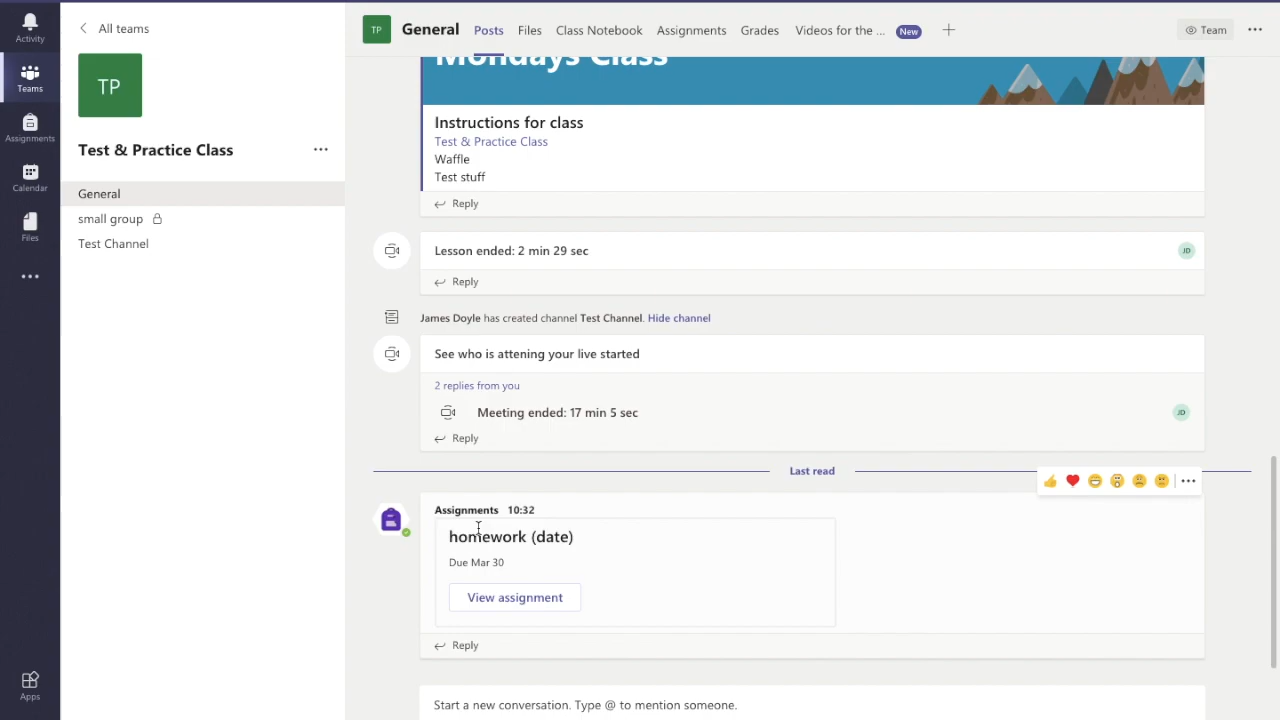 Activity
Teams
Assignments
Calendar
Files
Apps
All teams
TP
Test & Practice Class
General
small group
Test Channel
TP
General
Posts
Files
Class Notebook
Assignments
Grades
Videos for the ...
New
Team
Mondays Class
Instructions for class
Test & Practice Class
Waffle
Test stuff
Reply
Lesson ended: 2 min 29 sec
JD
Reply
James Doyle has created channel Test Channel. Hide channel
See who is attening your live started
2 replies from you
Meeting ended: 17 min 5 sec
JD
Reply
Last read
Assignments 10:32
homework (date)
Due Mar 30
View assignment
Reply
Start a new conversation. Type @ to mention someone.